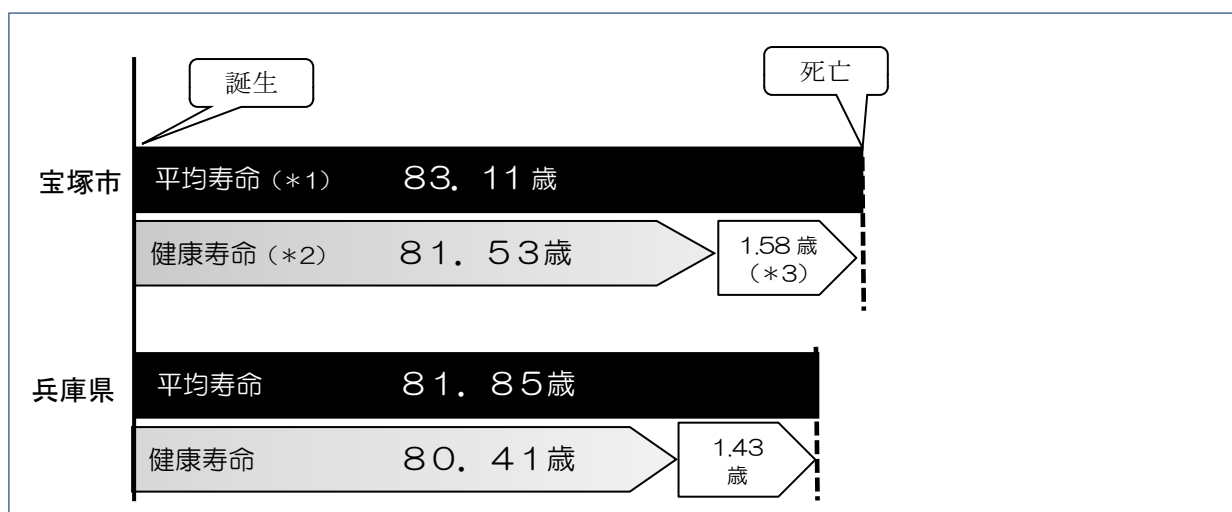 誕生
死亡
宝塚市
平均寿命（＊1） ８３．１１歳
健康寿命（＊2） ８１．５３歳
1.58 歳
（＊3）
兵庫県
平均寿命 ８１．８５歳
健康寿命 ８０．４１歳
1.43
歳